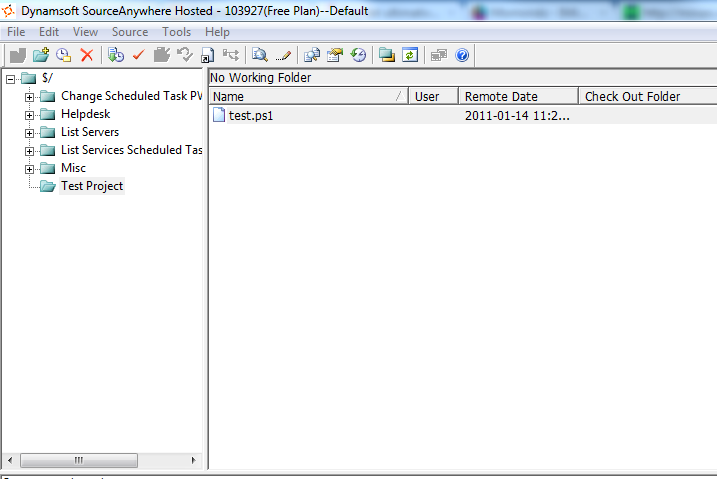 Dynamsoft SourceAnywhere Hosted - 103927(Free Plan)--Default
File Edit View Source Tools Help
$/
Change Scheduled Task PW
Helpdesk
List Servers
List Services Scheduled Tas
Misc
Test Project
No Working Folder
Name User Remote Date Check Out Folder
test.ps1 2011-01-14 11:2...